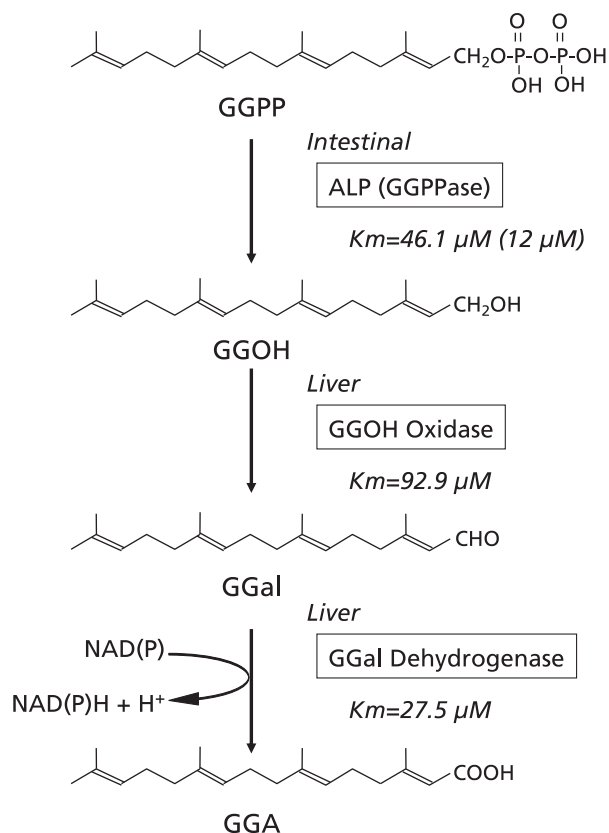 O O
CH₂O-P-O-P-OH
OH OH
GGPP
Intestinal
ALP (GGPPase)
Km=46.1 µM (12 µM)
CH₂OH
GGOH
Liver
GGOH Oxidase
Km=92.9 µM
CHO
GGal
Liver
NAD(P)
GGal Dehydrogenase
NAD(P)H + H⁺
Km=27.5 µM
COOH
GGA